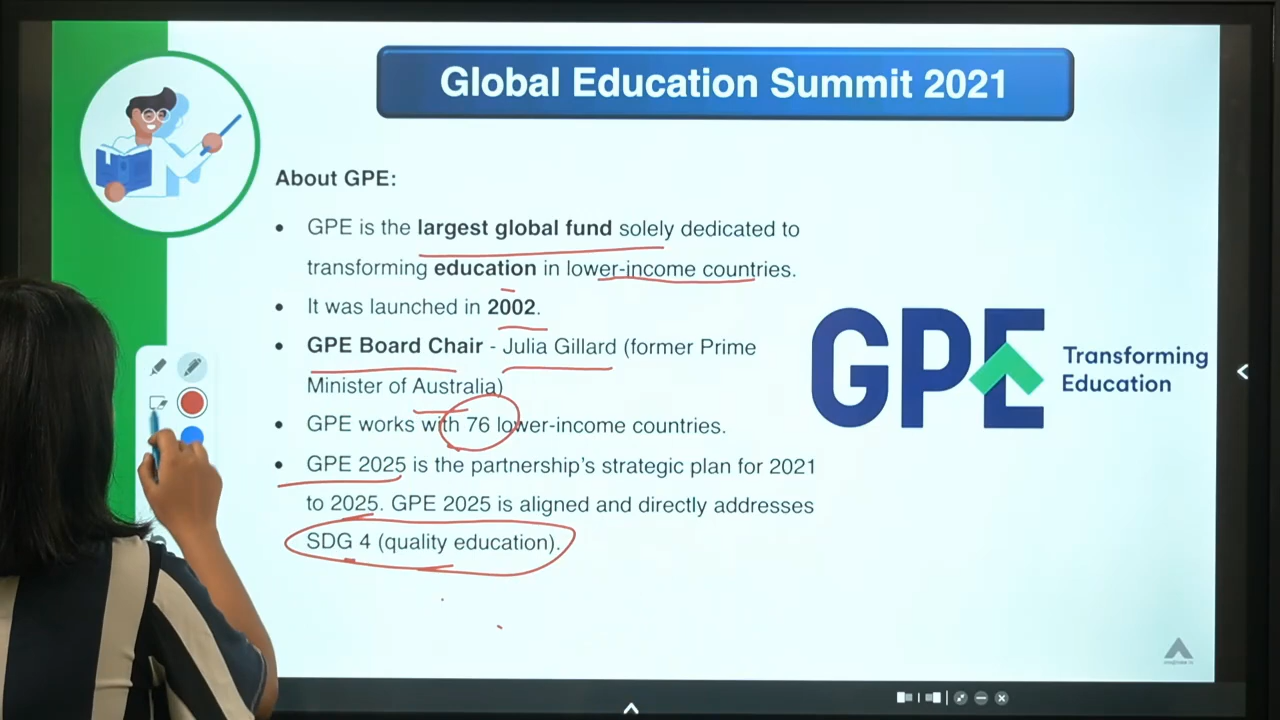 Global Education Summit 2021
About GPE:
• GPE is the largest global fund solely dedicated to
transforming education in lower-income countries.
• It was launched in 2002.
• GPE Board Chair - Julia Gillard (former Prime
Minister of Australia)
• GPE works with 76 lower-income countries.
• GPE 2025 is the partnership's strategic plan for 2021
to 2025. GPE 2025 is aligned and directly addresses
SDG 4 (quality education).
GPE
Transforming
Education